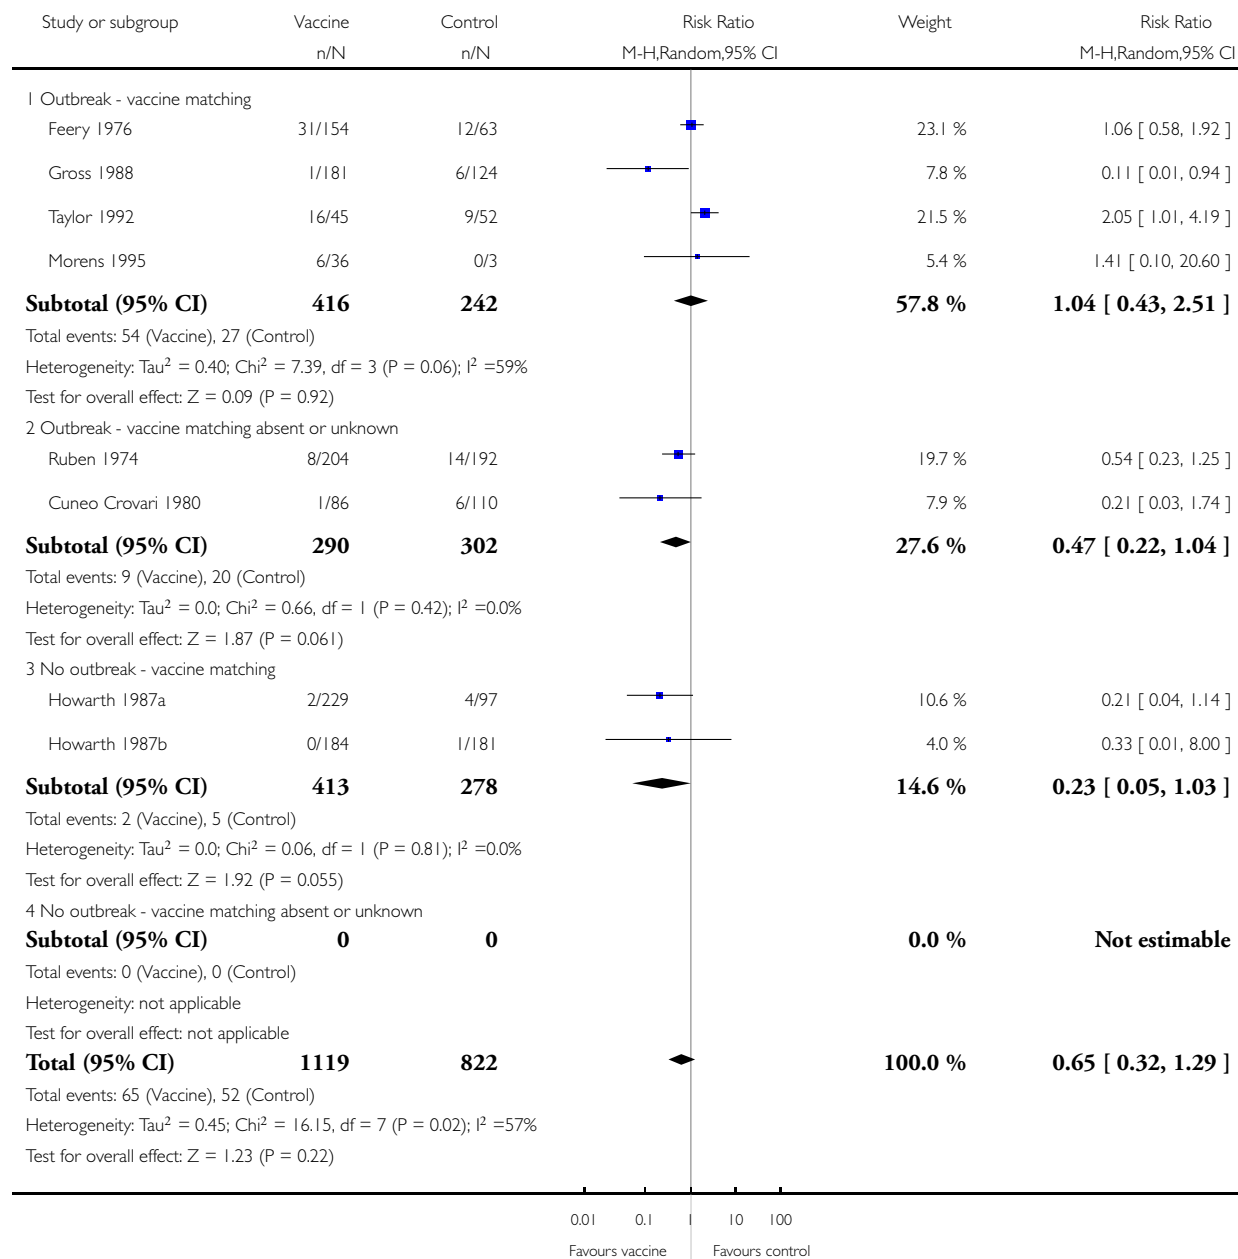 Study or subgroup Vaccine Control Risk Ratio Weight Risk Ratio
n/N n/N M-H,Random,95% CI M-H,Random,95% CI
1 Outbreak - vaccine matching
Feery 1976 31/154 12/63 23.1 % 1.06 [ 0.58, 1.92 ]
Gross 1988 1/181 6/124 7.8 % 0.11 [ 0.01, 0.94 ]
Taylor 1992 16/45 9/52 21.5 % 2.05 [ 1.01, 4.19 ]
Morens 1995 6/36 0/3 5.4 % 1.41 [ 0.10, 20.60 ]
Subtotal (95% CI) 416 242 57.8 % 1.04 [ 0.43, 2.51 ]
Total events: 54 (Vaccine), 27 (Control)
Heterogeneity: Tau² = 0.40; Chi² = 7.39, df = 3 (P = 0.06); I² =59%
Test for overall effect: Z = 0.09 (P = 0.92)
2 Outbreak - vaccine matching absent or unknown
Ruben 1974 8/204 14/192 19.7 % 0.54 [ 0.23, 1.25 ]
Cuneo Crovari 1980 1/86 6/110 7.9 % 0.21 [ 0.03, 1.74 ]
Subtotal (95% CI) 290 302 27.6 % 0.47 [ 0.22, 1.04 ]
Total events: 9 (Vaccine), 20 (Control)
Heterogeneity: Tau² = 0.0; Chi² = 0.66, df = 1 (P = 0.42); I² =0.0%
Test for overall effect: Z = 1.87 (P = 0.061)
3 No outbreak - vaccine matching
Howarth 1987a 2/229 4/97 10.6 % 0.21 [ 0.04, 1.14 ]
Howarth 1987b 0/184 1/181 4.0 % 0.33 [ 0.01, 8.00 ]
Subtotal (95% CI) 413 278 14.6 % 0.23 [ 0.05, 1.03 ]
Total events: 2 (Vaccine), 5 (Control)
Heterogeneity: Tau² = 0.0; Chi² = 0.06, df = 1 (P = 0.81); I² =0.0%
Test for overall effect: Z = 1.92 (P = 0.055)
4 No outbreak - vaccine matching absent or unknown
Subtotal (95% CI) 0 0 0.0 % Not estimable
Total events: 0 (Vaccine), 0 (Control)
Heterogeneity: not applicable
Test for overall effect: not applicable
Total (95% CI) 1119 822 100.0 % 0.65 [ 0.32, 1.29 ]
Total events: 65 (Vaccine), 52 (Control)
Heterogeneity: Tau² = 0.45; Chi² = 16.15, df = 7 (P = 0.02); I² =57%
Test for overall effect: Z = 1.23 (P = 0.22)
0.01 0.1 1 10 100
Favours vaccine Favours control